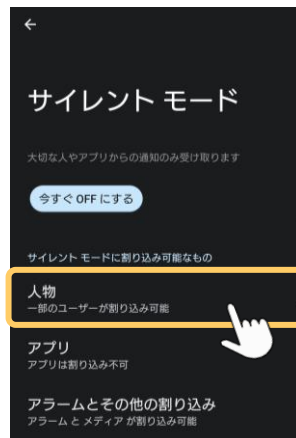 サイレント モード
大切な人やアプリからの通知のみ受け取ります
今すぐ OFF にする
サイレント モードに割り込み可能なもの
人物
一部のユーザーが割り込み可能
アプリ
アプリは割り込み不可
アラームとその他の割り込み
アラーム と メディア が割り込み可能